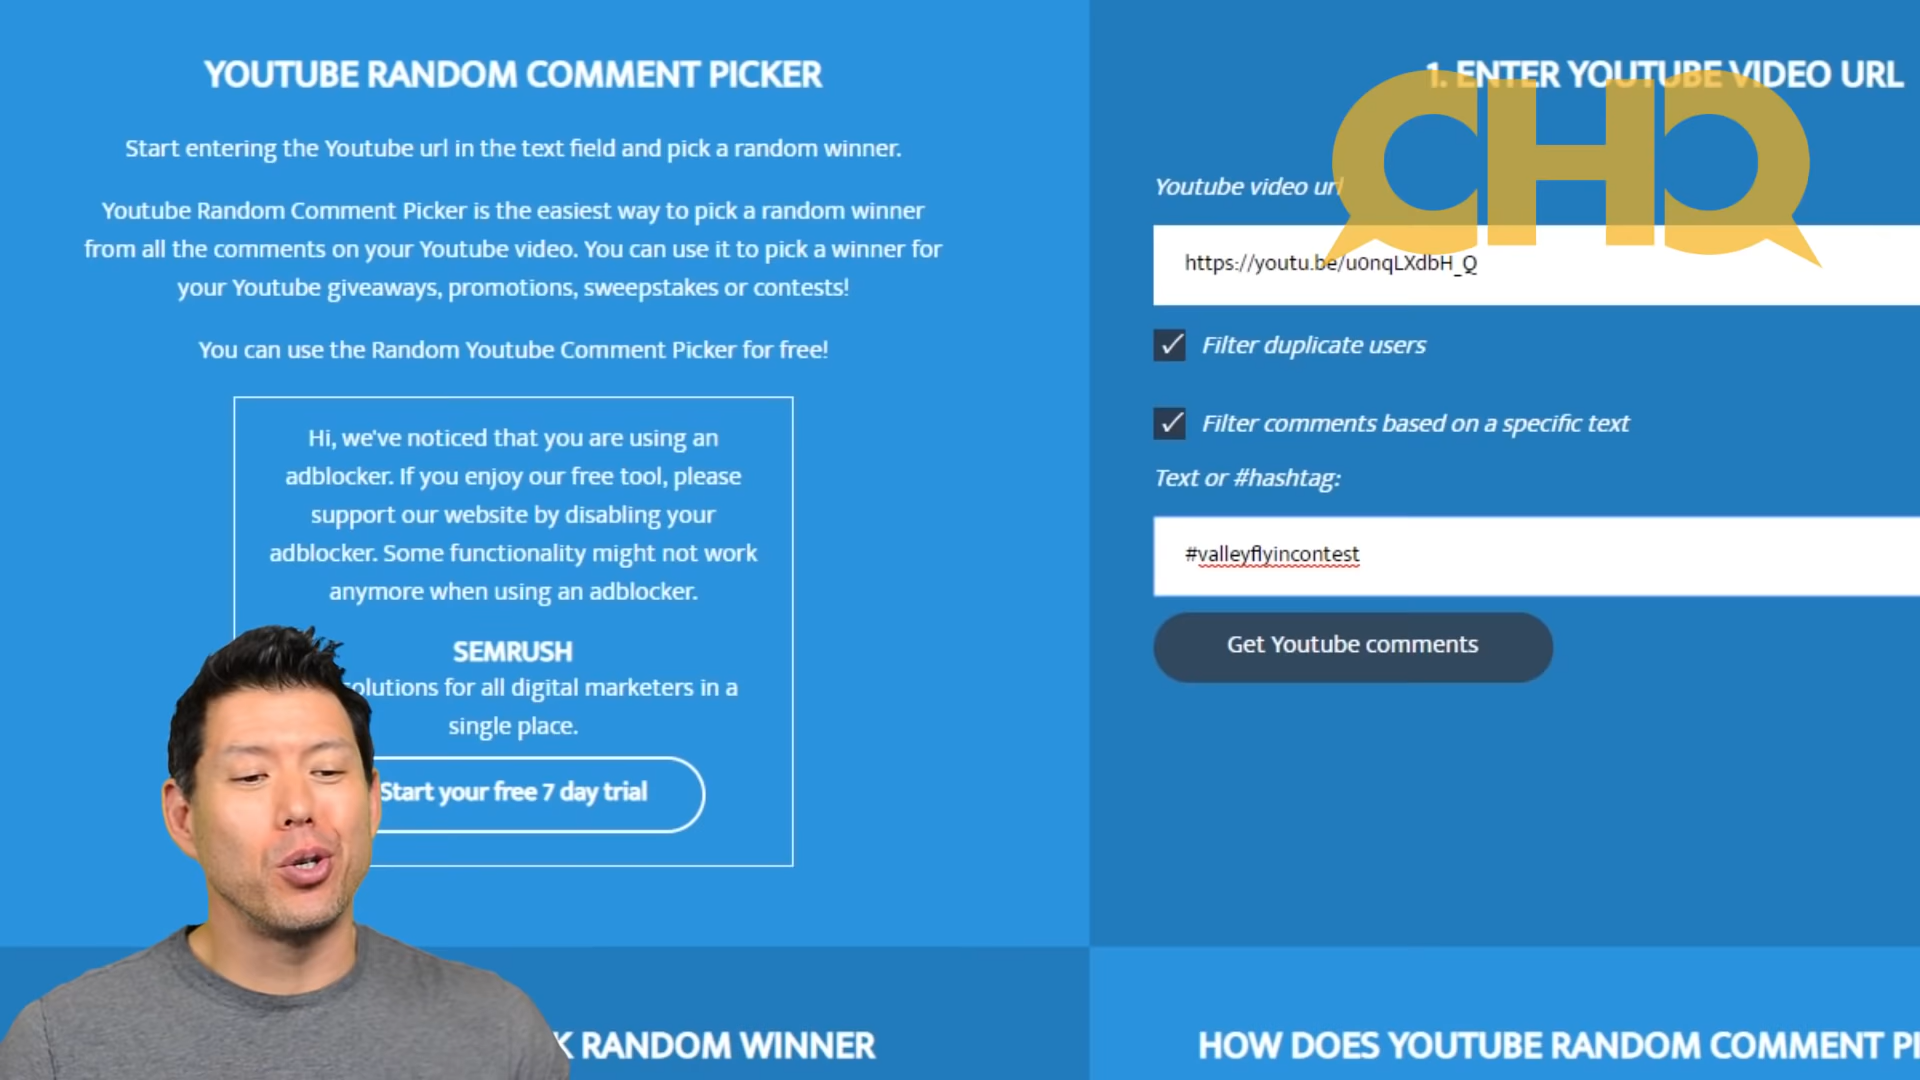 YOUTUBE RANDOM COMMENT PICKER
Start entering the Youtube url in the text field and pick a random winner.
Youtube Random Comment Picker is the easiest way to pick a random winner
from all the comments on your Youtube video. You can use it to pick a winner for
your Youtube giveaways, promotions, sweepstakes or contests!
You can use the Random Youtube Comment Picker for free!
Hi, we've noticed that you are using an
adblocker. If you enjoy our free tool, please
support our website by disabling your
adblocker. Some functionality might not work
anymore when using an adblocker.
SEMRUSH
solutions for all digital marketers in a
single place.
Start your free 7 day trial
RANDOM WINNER
1. ENTER YOUTUBE VIDEO URL
CHC
Youtube video url
https://youtu.be/u0nqLXdbH_Q
Filter duplicate users
Filter comments based on a specific text
Text or #hashtag:
#valleyflyincontest
Get Youtube comments
HOW DOES YOUTUBE RANDOM COMMENT PI